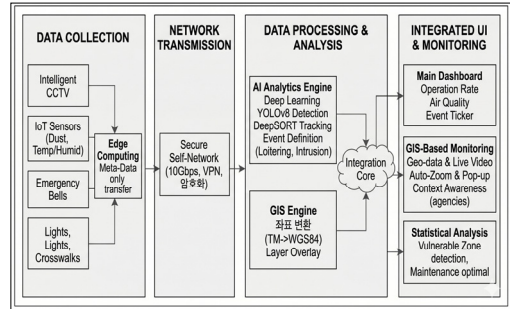 DATA COLLECTION
Intelligent
CCTV
IoT Sensors
(Dust,
Temp/Humid)
Emergency
Bells
Lights,
Lights,
Crosswalks
Edge
Computing
Meta-Data
only
transfer
NETWORK
TRANSMISSION
Secure
Self-Network
(10Gbps, VPN,
암호화)
DATA PROCESSING &
ANALYSIS
AI Analytics Engine
Deep Learning
YOLOv8 Detection
DeepSORT Tracking
Event Definition
(Loitering, Intrusion)
GIS Engine
좌표 변환
(TM->WGS84)
Layer Overlay
Integration
Core
INTEGRATED UI
& MONITORING
Main Dashboard
Operation Rate
Air Quality
Event Ticker
GIS-Based Monitoring
Geo-data & Live Video
Auto-Zoom & Pop-up
Context Awareness
(agencies)
Statistical Analysis
Vulnerable Zone
detection,
Maintenance optimal